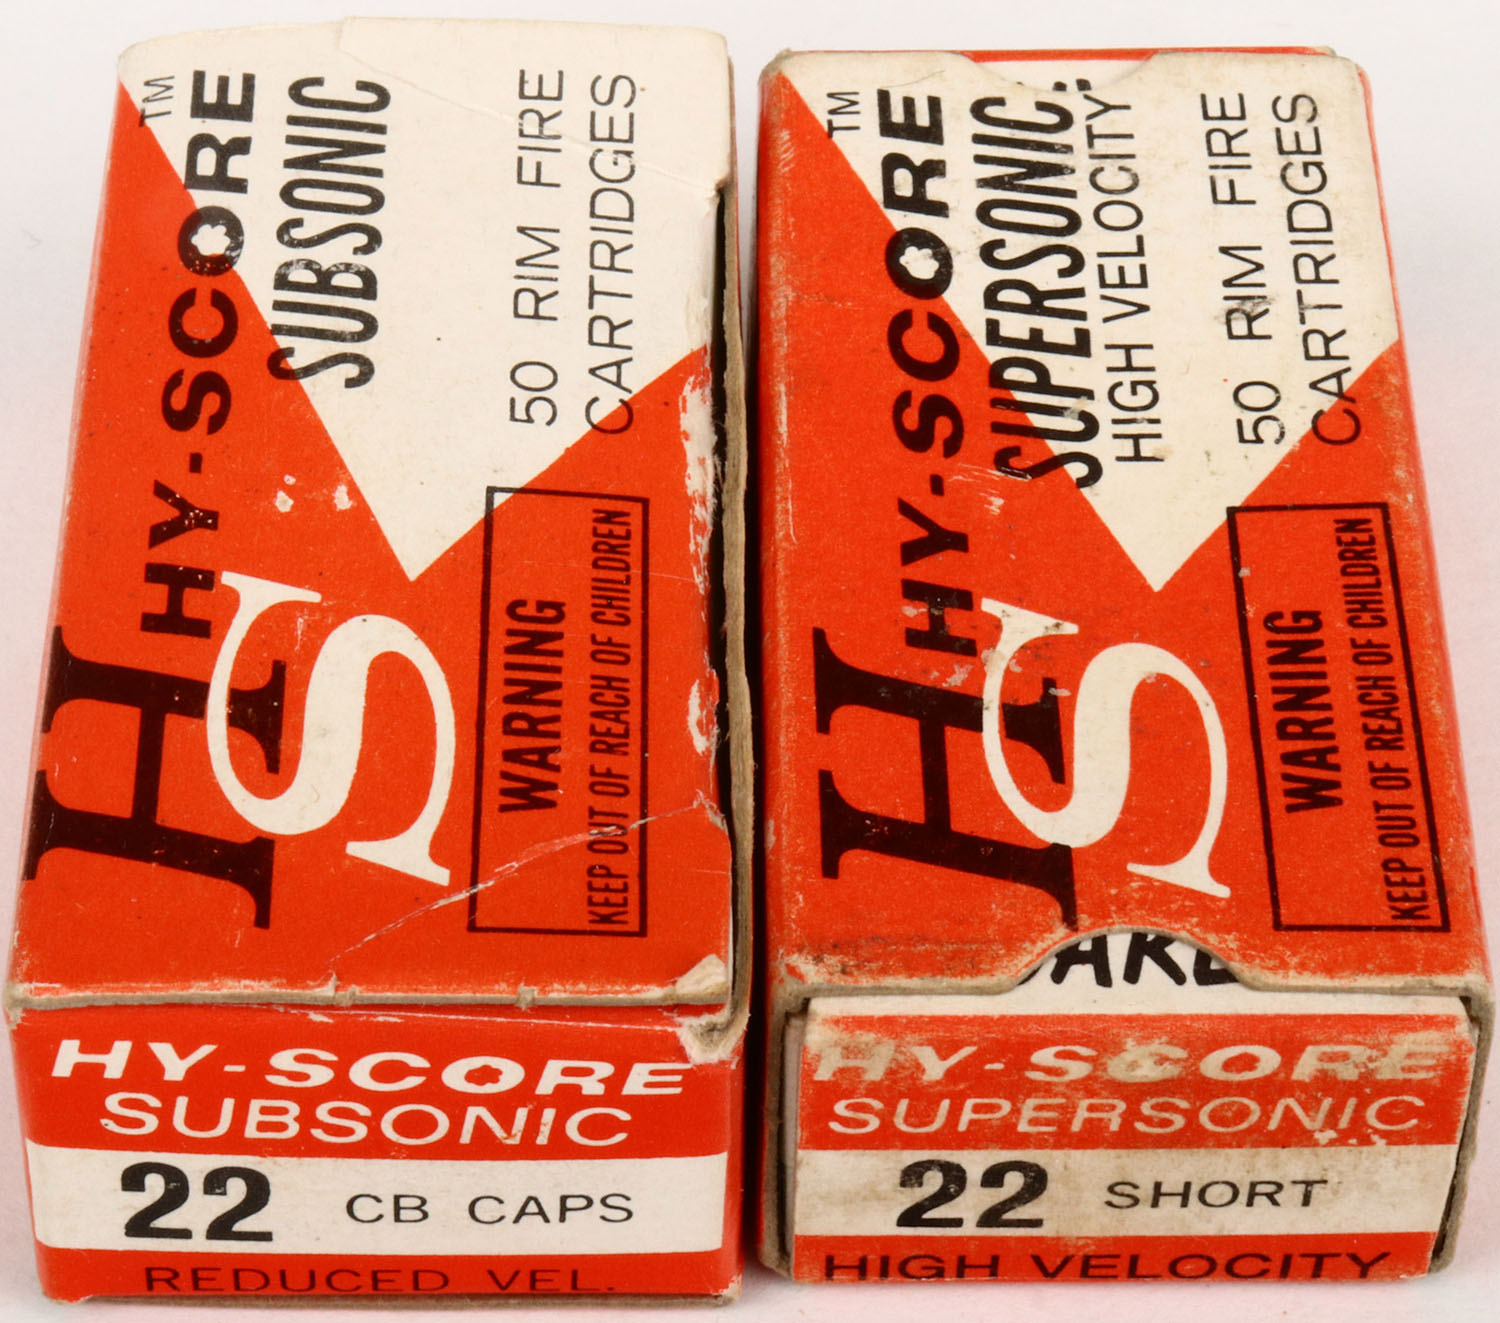 HY-SCORE™
SUBSONIC
50 RIM FIRE
CARTRIDGES
HS
WARNING
KEEP OUT OF REACH OF CHILDREN
HY-SCORE
SUBSONIC
22 CB CAPS
REDUCED VEL.
HY-SCORE™
SUPERSONIC
HIGH VELOCITY
50 RIM FIRE
CARTRIDGES
HS
WARNING
KEEP OUT OF REACH OF CHILDREN
HY-SCORE
SUPERSONIC
22 SHORT
HIGH VELOCITY